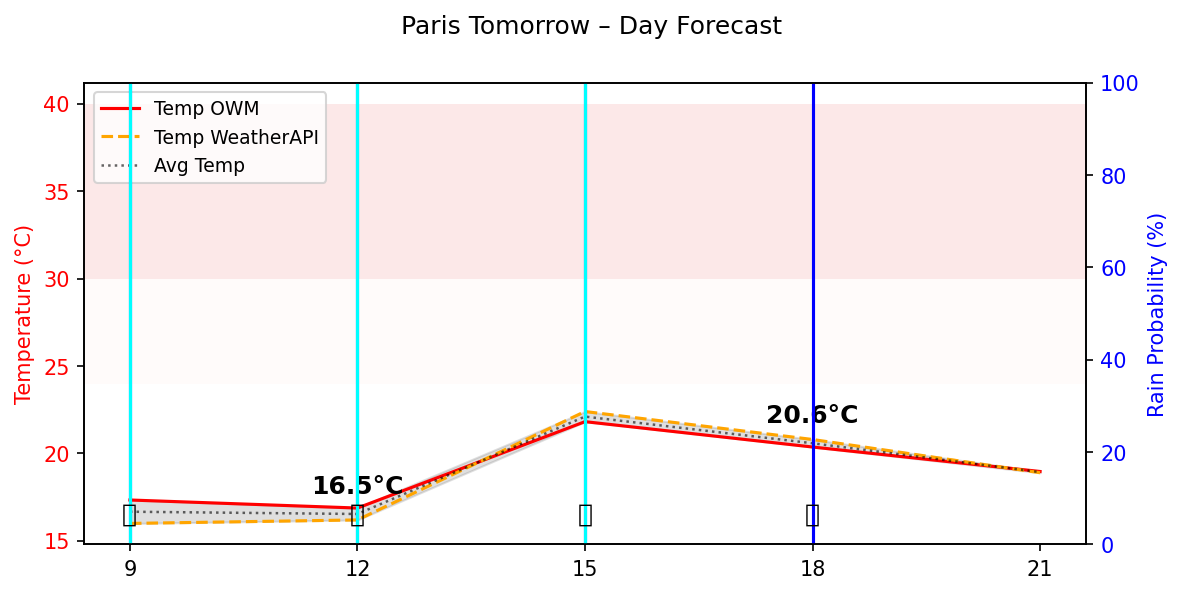 Paris Tomorrow – Day Forecast
Temp OWM
Temp WeatherAPI
Avg Temp
Temperature (°C)
40
35
30
25
20
15
Rain Probability (%)
100
80
60
40
20
0
16.5°C
20.6°C
9
12
15
18
21